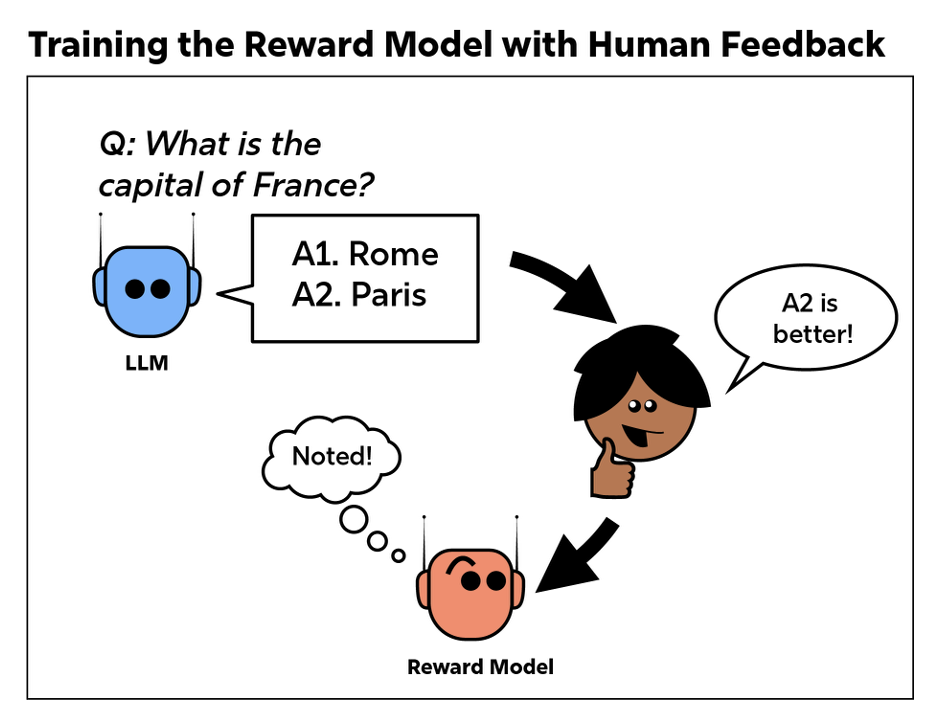 Training the Reward Model with Human Feedback
Q: What is the
capital of France?
A1. Rome
A2. Paris
LLM
A2 is
better!
Noted!
Reward Model